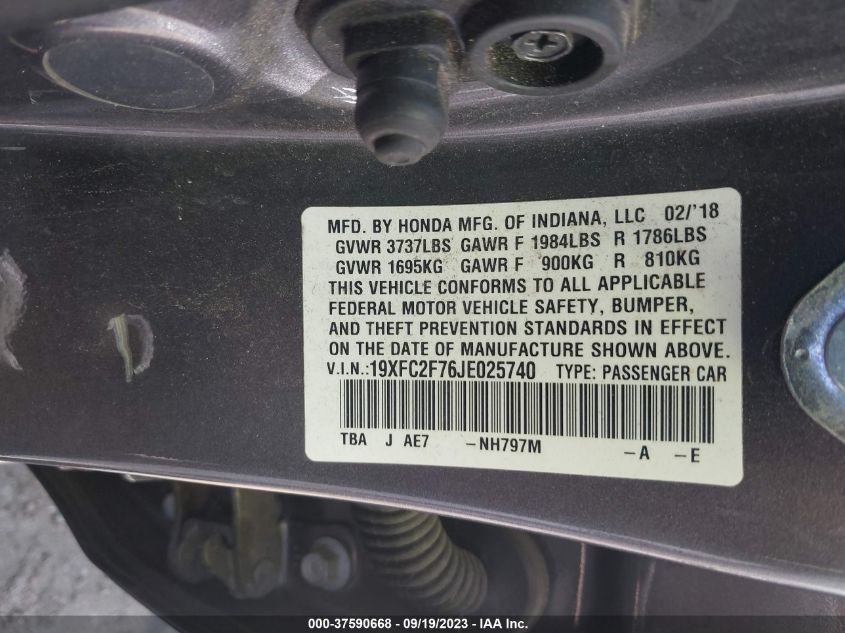 MFD. BY HONDA MFG. OF INDIANA, LLC 02/'18
GVWR 3737LBS GAWR F 1984LBS R 1786LBS
GVWR 1695KG GAWR F 900KG R 810KG
THIS VEHICLE CONFORMS TO ALL APPLICABLE
FEDERAL MOTOR VEHICLE SAFETY, BUMPER,
AND THEFT PREVENTION STANDARDS IN EFFECT
ON THE DATE OF MANUFACTURE SHOWN ABOVE.
V.I.N.:19XFC2F76JE025740 TYPE: PASSENGER CAR
TBA J AE7 -NH797M -A -E
000-37590668 - 09/19/2023 - IAA Inc.